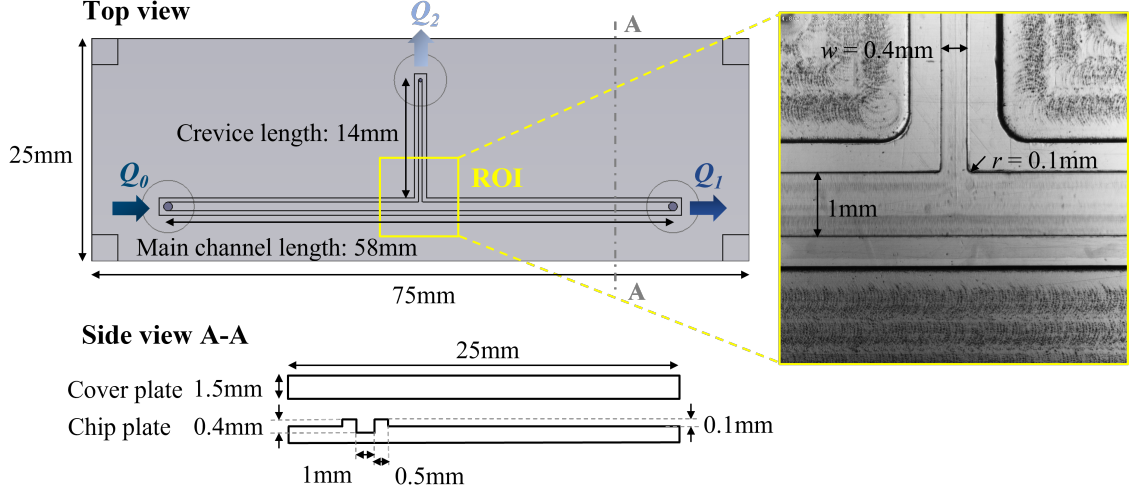 Top view
Q2
A
w = 0.4mm
Crevice length: 14mm
25mm
Q0
ROI
Q1
r = 0.1mm
1mm
Main channel length: 58mm
75mm
A
Side view A-A
25mm
Cover plate 1.5mm
Chip plate 0.4mm
0.1mm
1mm
0.5mm